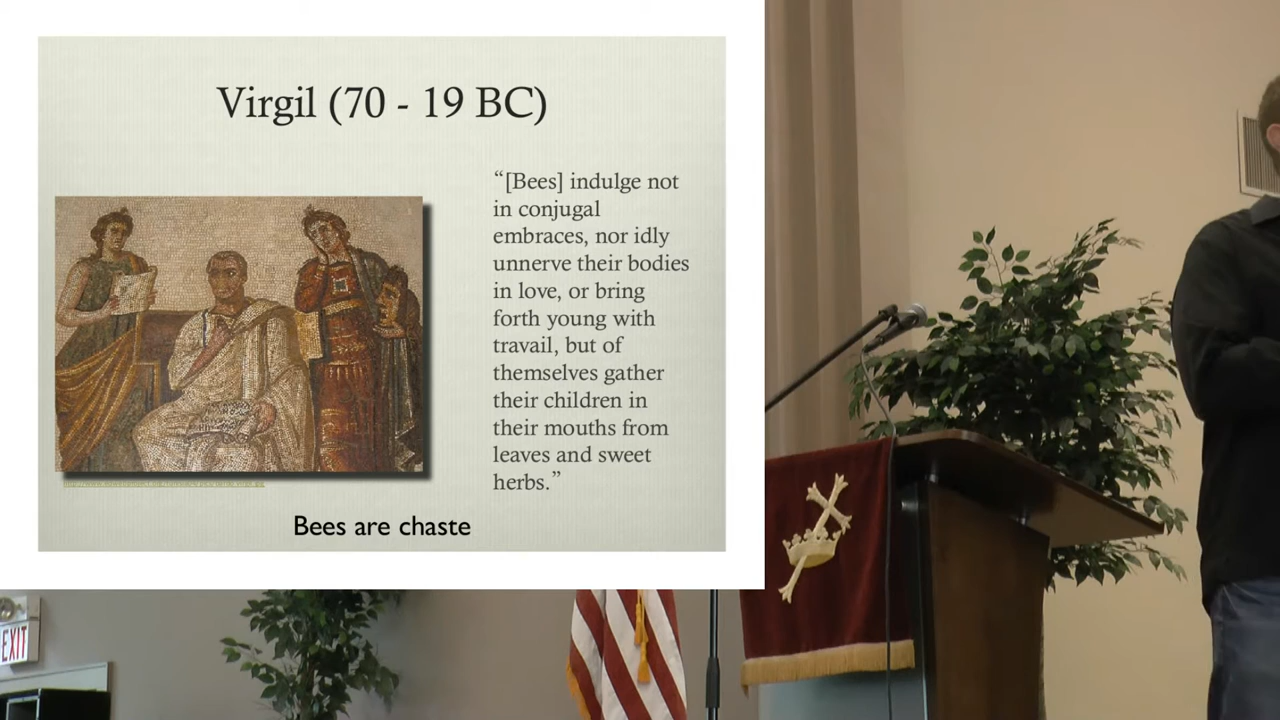 Virgil (70 - 19 BC)
“[Bees] indulge not
in conjugal
embraces, nor idly
unnerve their bodies
in love, or bring
forth young with
travail, but of
themselves gather
their children in
their mouths from
leaves and sweet
herbs.”
Bees are chaste
EXIT